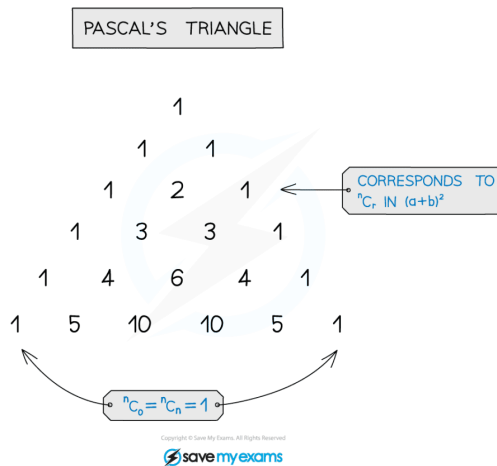 PASCAL'S TRIANGLE
1
1 1
1 2 1
CORRESPONDS TO
ⁿCᵣ IN (a+b)²
1 3 3 1
1 4 6 4 1
1 5 10 10 5 1
ⁿC₀ = ⁿCₙ = 1
Copyright © Save My Exams. All Rights Reserved
save my exams